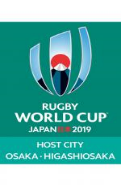 RUGBY
WORLD CUP
JAPAN 2019
HOST CITY
OSAKA · HIGASHIOSAKA